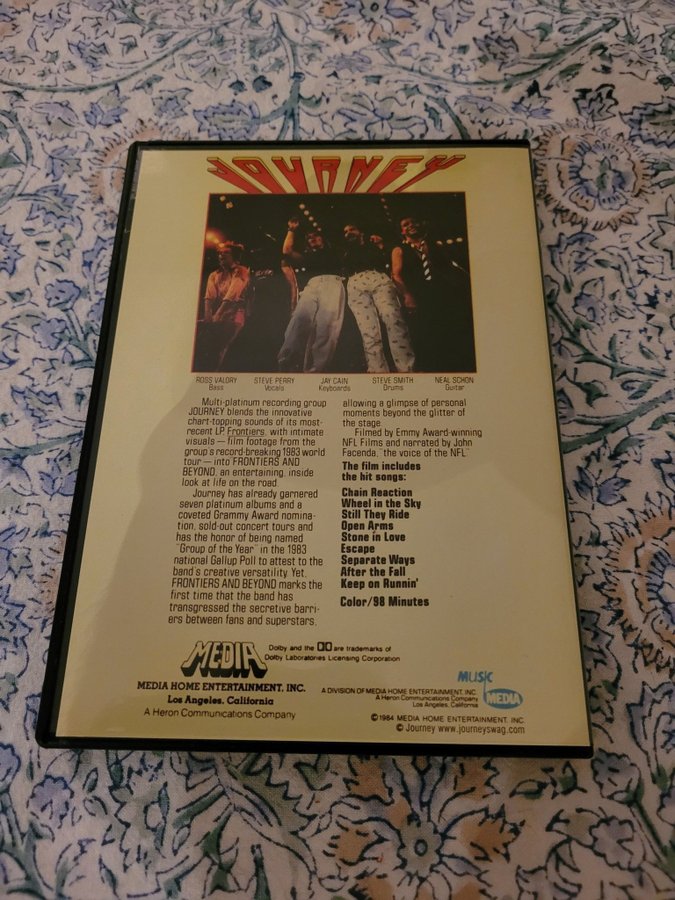 JOURNEY
ROSS VALORY STEVE PERRY JAY CAIN STEVE SMITH NEAL SCHON
Bass Vocals Keyboards Drums Guitar
Multi-platinum recording group
JOURNEY blends the innovative
chart-topping sounds of its most-
recent LP, Frontiers, with intimate
visuals — film footage from the
group's record-breaking 1983 world
tour — into FRONTIERS AND
BEYOND, an entertaining, inside
look at life on the road.
Journey has already garnered
seven platinum albums and a
coveted Grammy Award nomina-
tion, sold-out concert tours and
has the honor of being named
"Group of the Year" in the 1983
national Gallup Poll to attest to the
band's creative versatility. Yet,
FRONTIERS AND BEYOND marks the
first time that the band has
transgressed the secretive barri-
ers between fans and superstars,
allowing a glimpse of personal
moments beyond the glitter of
the stage.
Filmed by Emmy Award-winning
NFL Films and narrated by John
Facenda, "the voice of the NFL"
The film includes
the hit songs:
Chain Reaction
Wheel in the Sky
Still They Ride
Open Arms
Stone in Love
Escape
Separate Ways
After the Fall
Keep on Runnin'
Color/98 Minutes
MEDIA
Dolby and the DD are trademarks of
Dolby Laboratories Licensing Corporation
MEDIA HOME ENTERTAINMENT, INC.
Los Angeles, California
A Heron Communications Company
A DIVISION OF MEDIA HOME ENTERTAINMENT, INC.
A Heron Communications Company
Los Angeles, California
MUSIC
MEDIA
©1984 MEDIA HOME ENTERTAINMENT, INC.
© Journey www.journeyswag.com